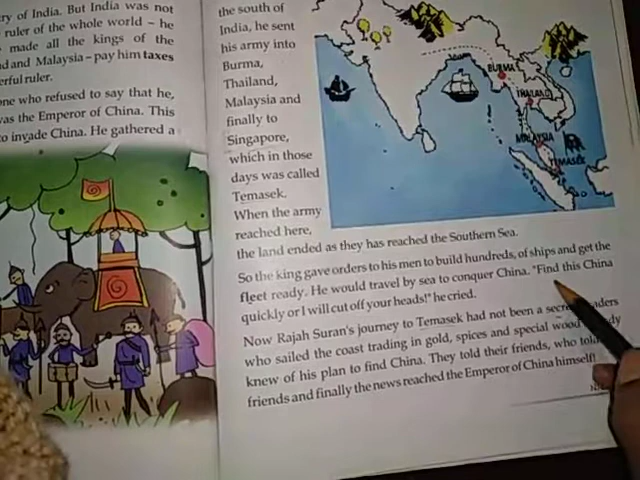 ry of India. But India was not
ruler of the whole world – he
made all the kings of the
d and Malaysia – pay him taxes
erful ruler.
one who refused to say that he,
was the Emperor of China. This
to invade China. He gathered a
the south of
India, he sent
his army into
Burma,
Thailand,
Malaysia and
finally to
Singapore,
which in those
days was called
Temasek.
When the army
reached here,
the land ended as they has reached the Southern Sea.
So the king gave orders to his men to build hundreds, of ships and get the
fleet ready. He would travel by sea to conquer China. "Find this China
quickly or I will cut off your heads!" he cried.
Now Rajah Suran's journey to Temasek had not been a
who sailed the coast trading in gold, spices and special wood
knew of his plan to find China. They told their friends, who told
friends and finally the news reached the Emperor of China himself!
BURMA
THAILAND
MALAYSIA
TEMASEK